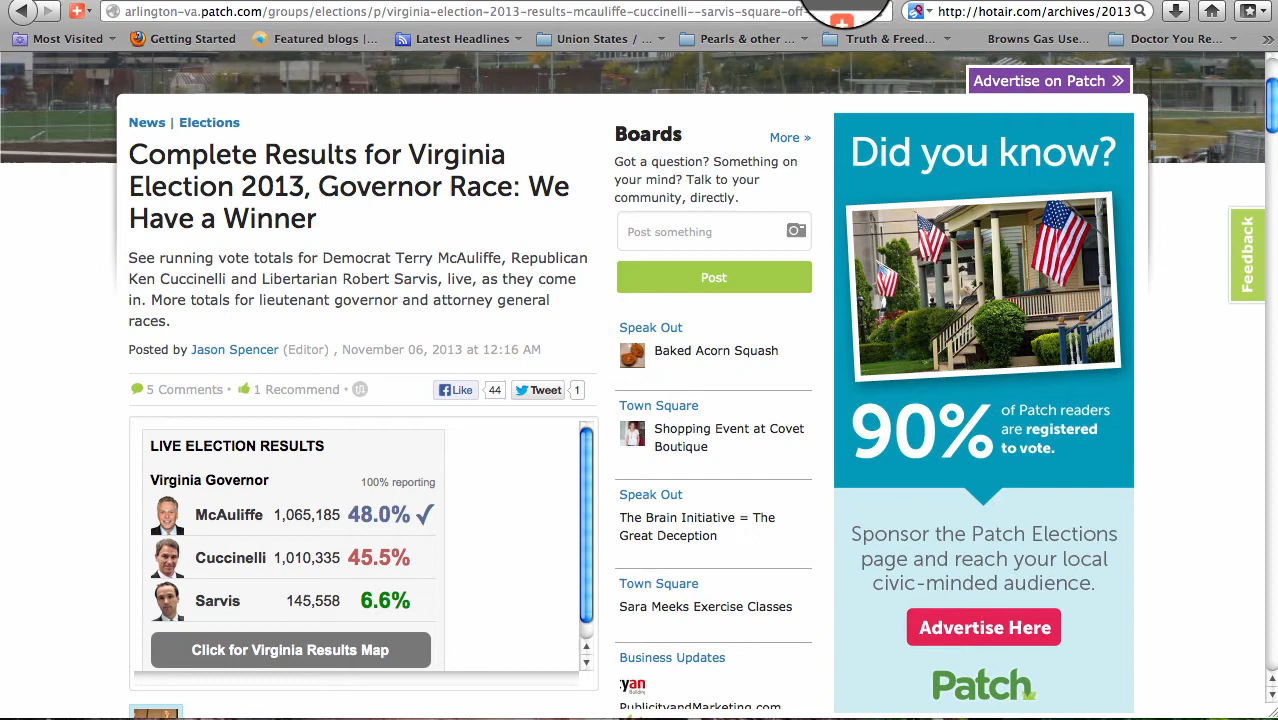 arlington-va.patch.com/groups/elections/p/virginia-election-2013-results-mcauliffe-cuccinelli--sarvis-square-off-
http://hotair.com/archives/2013
Most Visited
Getting Started
Featured blogs |...
Latest Headlines
Union States / ...
Pearls & other ...
Truth & Freed...
Browns Gas Use...
Doctor You Re...
Advertise on Patch »
News | Elections
Complete Results for Virginia
Election 2013, Governor Race: We
Have a Winner
See running vote totals for Democrat Terry McAuliffe, Republican
Ken Cuccinelli and Libertarian Robert Sarvis, live, as they come
in. More totals for lieutenant governor and attorney general
races.
Posted by Jason Spencer (Editor) , November 06, 2013 at 12:16 AM
5 Comments • 1 Recommend •
Like 44 Tweet 1
LIVE ELECTION RESULTS
Virginia Governor 100% reporting
McAuliffe 1,065,185 48.0% ✓
Cuccinelli 1,010,335 45.5%
Sarvis 145,558 6.6%
Click for Virginia Results Map
Boards More »
Got a question? Something on
your mind? Talk to your
community, directly.
Post something
Post
Speak Out
Baked Acorn Squash
Town Square
Shopping Event at Covet
Boutique
Speak Out
The Brain Initiative = The
Great Deception
Town Square
Sara Meeks Exercise Classes
Business Updates
PublicityandMarketing.com
Did you know?
90% of Patch readers
are registered
to vote.
Sponsor the Patch Elections
page and reach your local
civic-minded audience.
Advertise Here
Patch
Feedback